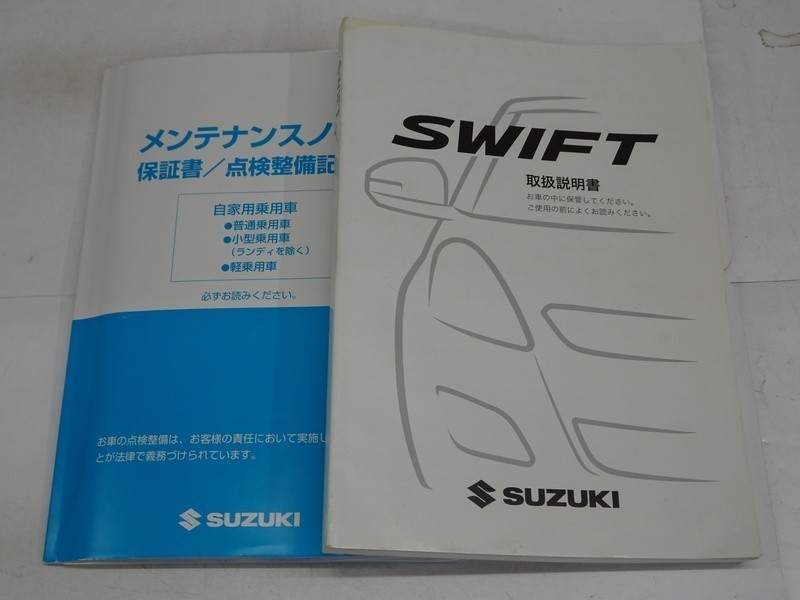 メンテナンスノ
保証書／点検整備記
自家用乗用車
●普通乗用車
●小型乗用車
（ランディを除く）
●軽乗用車
必ずお読みください。
お車の点検整備は、お客様の責任において実施し
とが法律で義務づけられています。
SUZUKI
SWIFT
取扱説明書
お車の中に保管してください。
ご使用の前によくお読みください。
SUZUKI